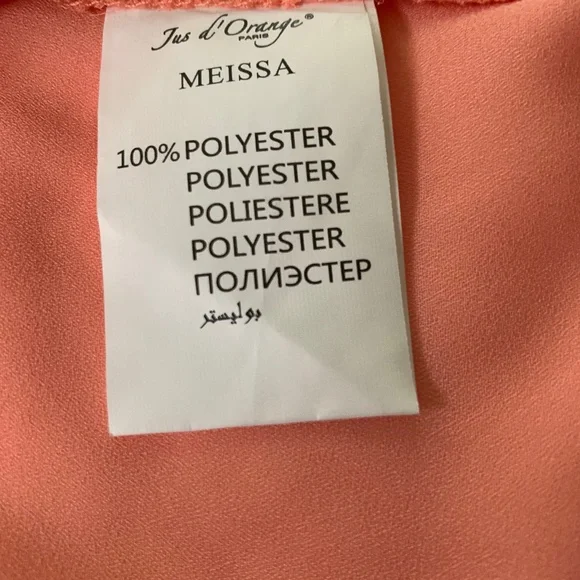 Jus d'Orange®
PARIS
MEISSA
100% POLYESTER
POLYESTER
POLIESTERE
POLYESTER
ПОЛИЭСТЕР
بوليستر